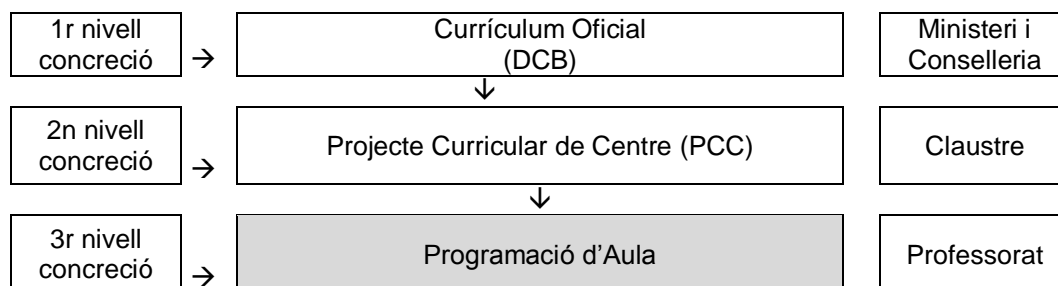 1r nivell
concreció
→
Currículum Oficial
(DCB)
Ministeri i
Conselleria
↓
2n nivell
concreció
→
Projecte Curricular de Centre (PCC)
Claustre
↓
3r nivell
concreció
→
Programació d'Aula
Professorat